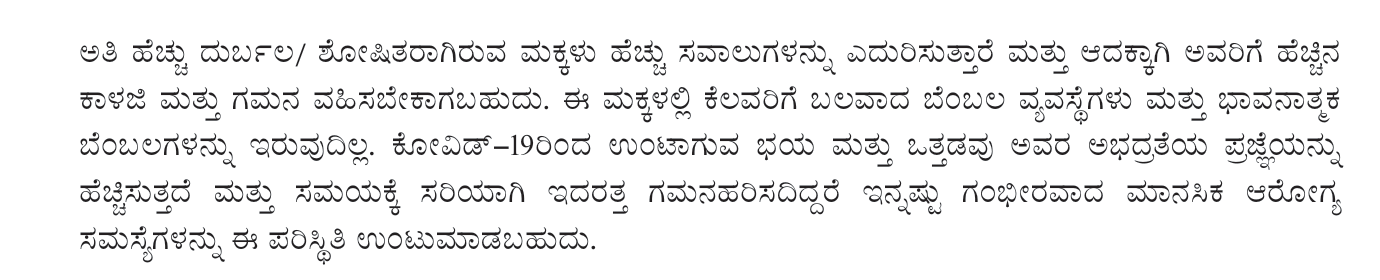 ಅತಿ ಹೆಚ್ಚು ದುರ್ಬಲ/ ಶೋಷಿತರಾಗಿರುವ ಮಕ್ಕಳು ಹೆಚ್ಚು ಸವಾಲುಗಳನ್ನು ಎದುರಿಸುತ್ತಾರೆ ಮತ್ತು ಆದಕ್ಕಾಗಿ ಅವರಿಗೆ ಹೆಚ್ಚಿನ
ಕಾಳಜಿ ಮತ್ತು ಗಮನ ವಹಿಸಬೇಕಾಗಬಹುದು. ಈ ಮಕ್ಕಳಲ್ಲಿ ಕೆಲವರಿಗೆ ಬಲವಾದ ಬೆಂಬಲ ವ್ಯವಸ್ಥೆಗಳು ಮತ್ತು ಭಾವನಾತ್ಮಕ
ಬೆಂಬಲಗಳನ್ನು ಇರುವುದಿಲ್ಲ. ಕೋವಿಡ್–19ರಿಂದ ಉಂಟಾಗುವ ಭಯ ಮತ್ತು ಒತ್ತಡವು ಅವರ ಅಭದ್ರತೆಯ ಪ್ರಜ್ಞೆಯನ್ನು
ಹೆಚ್ಚಿಸುತ್ತದೆ ಮತ್ತು ಸಮಯಕ್ಕೆ ಸರಿಯಾಗಿ ಇದರತ್ತ ಗಮನಹರಿಸದಿದ್ದರೆ ಇನ್ನಷ್ಟು ಗಂಭೀರವಾದ ಮಾನಸಿಕ ಆರೋಗ್ಯ
ಸಮಸ್ಯೆಗಳನ್ನು ಈ ಪರಿಸ್ಥಿತಿ ಉಂಟುಮಾಡಬಹುದು.